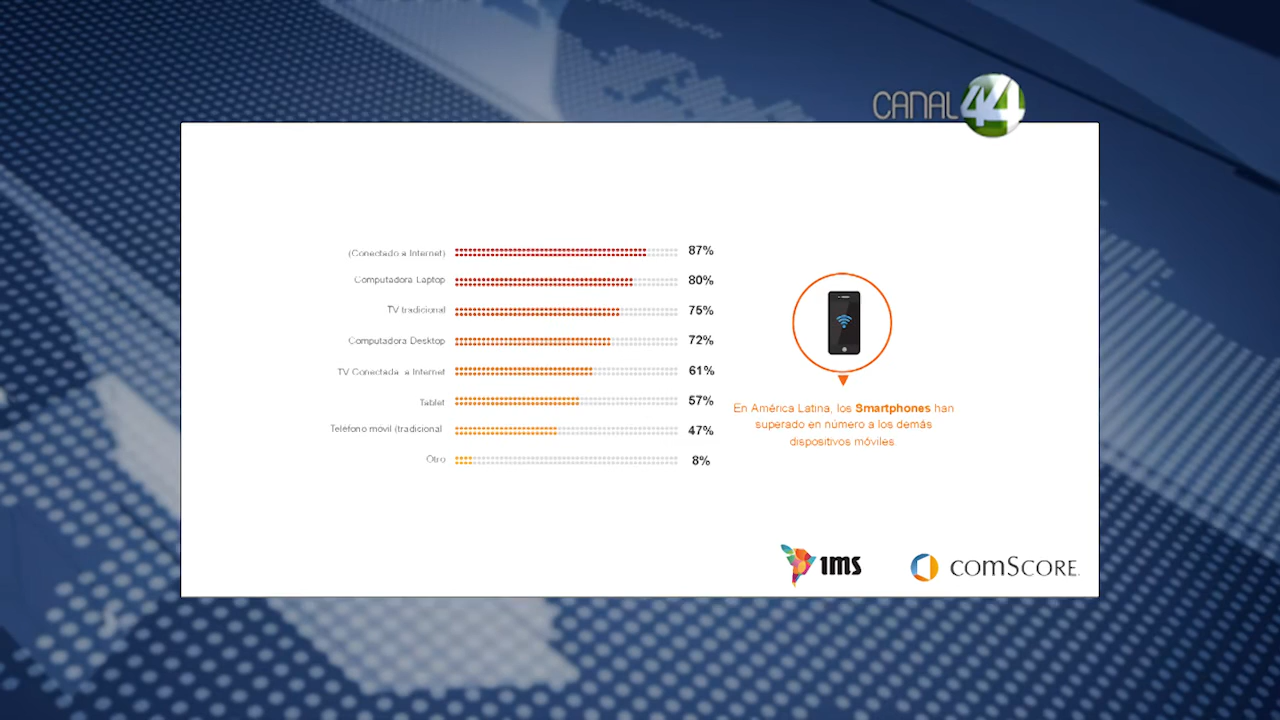 CANAL 44
(Conectado a Internet) 87%
Computadora Laptop 80%
TV tradicional 75%
Computadora Desktop 72%
TV Conectada a Internet 61%
Tablet 57%
Teléfono móvil (tradicional 47%
Otro 8%
En América Latina, los Smartphones han
superado en número a los demás
dispositivos móviles
IMS
comScore.